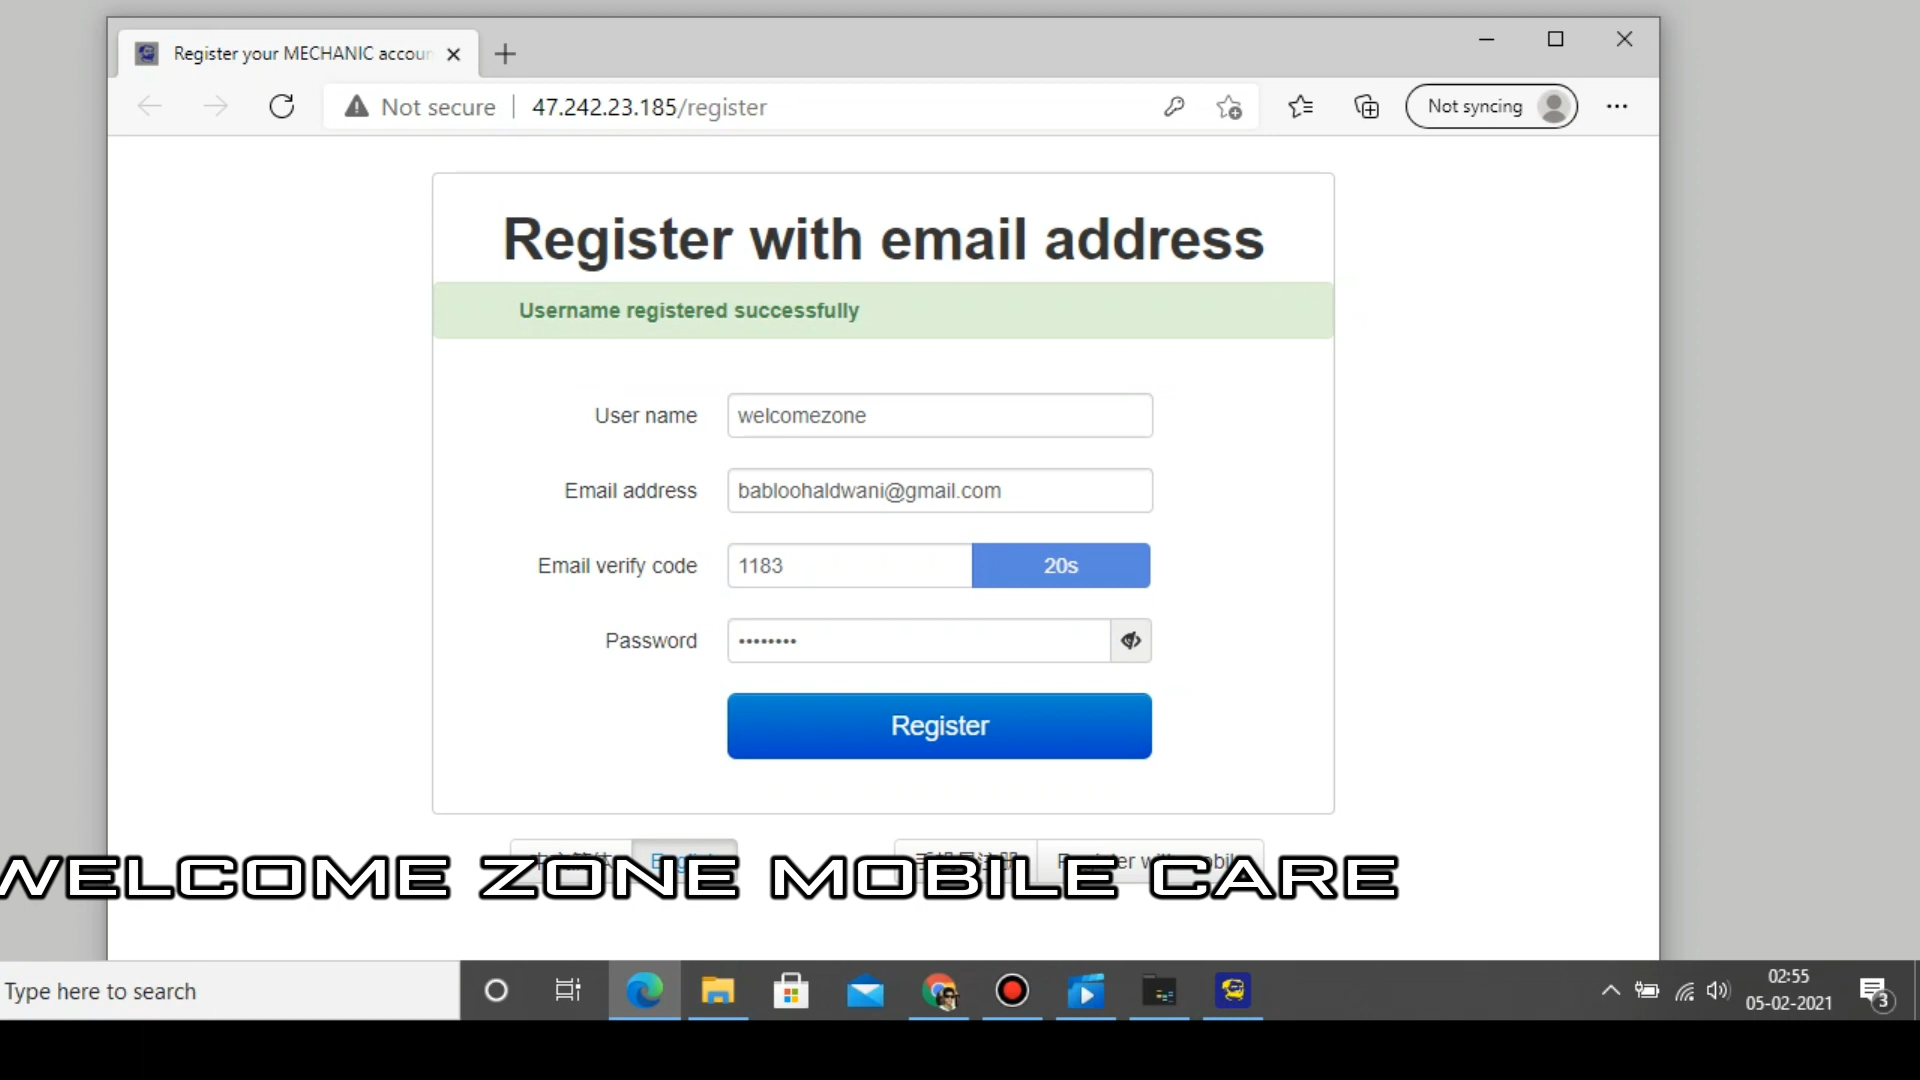 Register your MECHANIC accoun
Not secure
47.242.23.185/register
Not syncing
Register with email address
Username registered successfully
User name
welcomezone
Email address
babloohaldwani@gmail.com
Email verify code
1183
20s
Password
••••••••
Register
WELCOME ZONE MOBILE CARE
Type here to search
02:55
05-02-2021
3